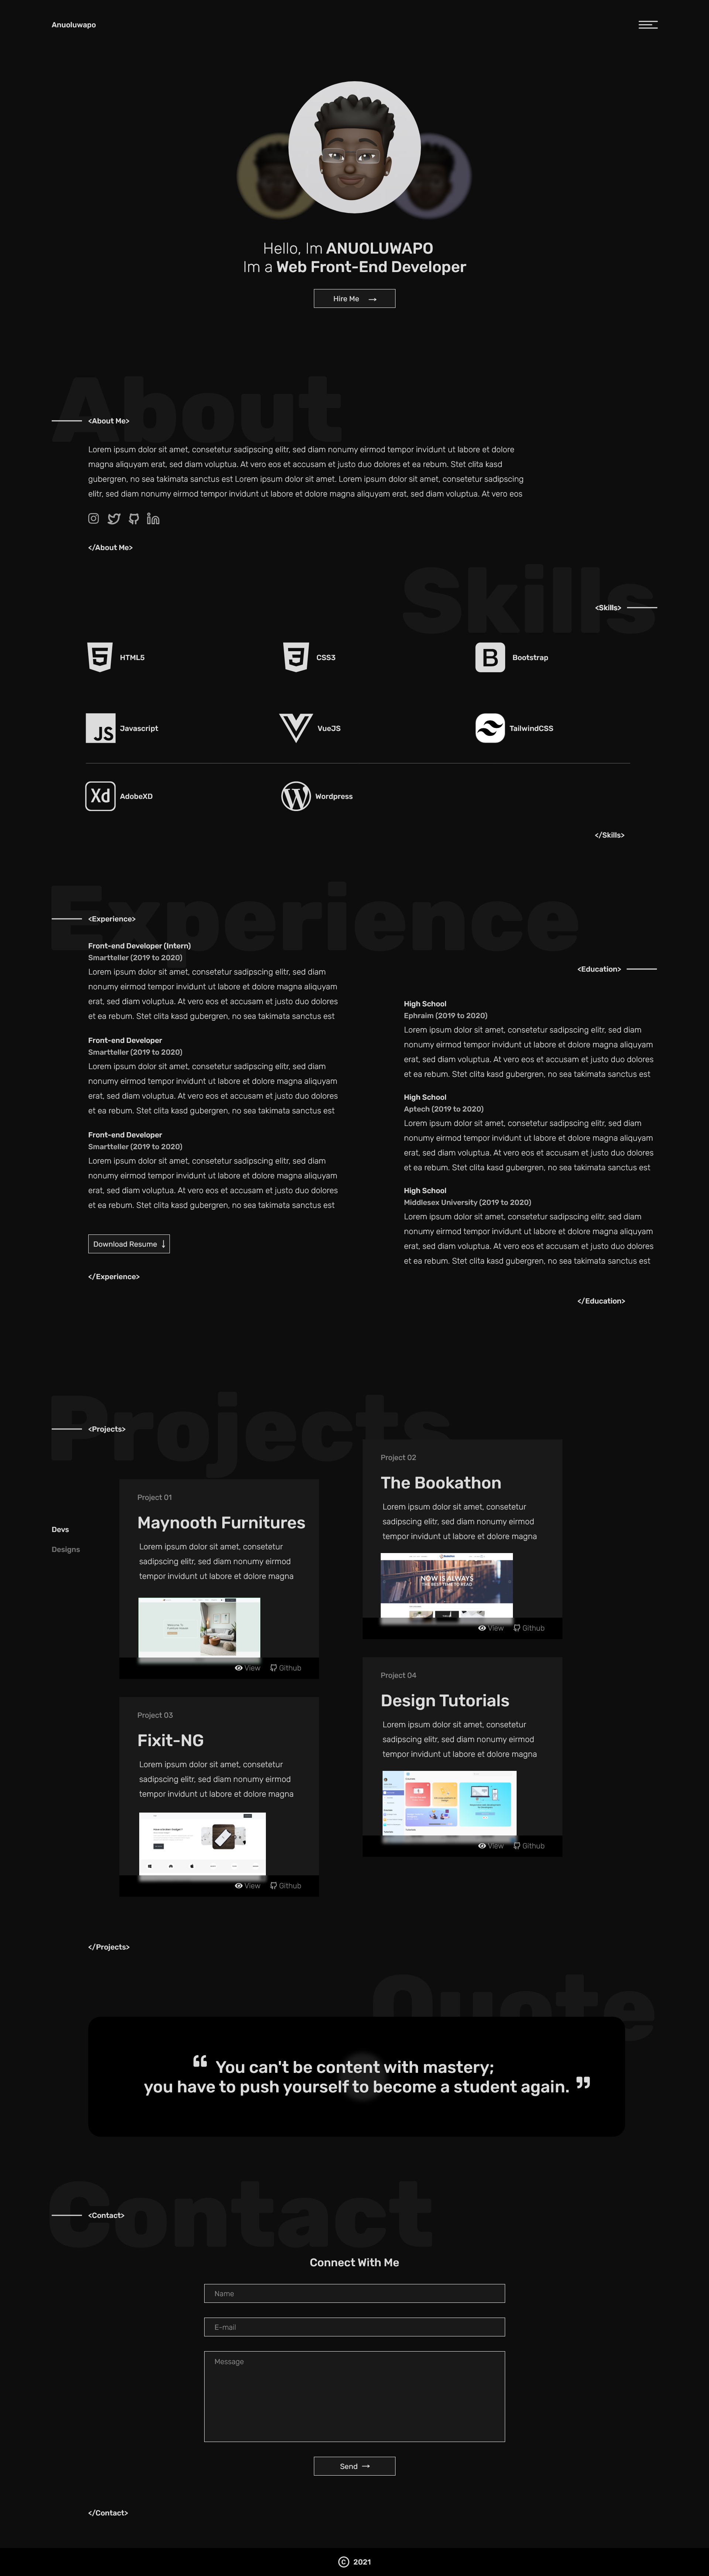 Anuoluwapo
Hello, Im ANUOLUWAPO
Im a Web Front-End Developer
Hire Me →
About
<About Me>
Lorem ipsum dolor sit amet, consetetur sadipscing elitr, sed diam nonumy eirmod tempor invidunt ut labore et dolore
magna aliquyam erat, sed diam voluptua. At vero eos et accusam et justo duo dolores et ea rebum. Stet clita kasd
gubergren, no sea takimata sanctus est Lorem ipsum dolor sit amet. Lorem ipsum dolor sit amet, consetetur sadipscing
elitr, sed diam nonumy eirmod tempor invidunt ut labore et dolore magna aliquyam erat, sed diam voluptua. At vero eos
</About Me>
Skills
<Skills>
HTML5
CSS3
B Bootstrap
JS Javascript
VueJS
TailwindCSS
Xd AdobeXD
Wordpress
</Skills>
Experience
<Experience>
Front-end Developer (Intern)
Smartteller (2019 to 2020)
Lorem ipsum dolor sit amet, consetetur sadipscing elitr, sed diam
nonumy eirmod tempor invidunt ut labore et dolore magna aliquyam
erat, sed diam voluptua. At vero eos et accusam et justo duo dolores
et ea rebum. Stet clita kasd gubergren, no sea takimata sanctus est
Front-end Developer
Smartteller (2019 to 2020)
Lorem ipsum dolor sit amet, consetetur sadipscing elitr, sed diam
nonumy eirmod tempor invidunt ut labore et dolore magna aliquyam
erat, sed diam voluptua. At vero eos et accusam et justo duo dolores
et ea rebum. Stet clita kasd gubergren, no sea takimata sanctus est
Front-end Developer
Smartteller (2019 to 2020)
Lorem ipsum dolor sit amet, consetetur sadipscing elitr, sed diam
nonumy eirmod tempor invidunt ut labore et dolore magna aliquyam
erat, sed diam voluptua. At vero eos et accusam et justo duo dolores
et ea rebum. Stet clita kasd gubergren, no sea takimata sanctus est
Download Resume ↓
</Experience>
<Education>
High School
Ephraim (2019 to 2020)
Lorem ipsum dolor sit amet, consetetur sadipscing elitr, sed diam
nonumy eirmod tempor invidunt ut labore et dolore magna aliquyam
erat, sed diam voluptua. At vero eos et accusam et justo duo dolores
et ea rebum. Stet clita kasd gubergren, no sea takimata sanctus est
High School
Aptech (2019 to 2020)
Lorem ipsum dolor sit amet, consetetur sadipscing elitr, sed diam
nonumy eirmod tempor invidunt ut labore et dolore magna aliquyam
erat, sed diam voluptua. At vero eos et accusam et justo duo dolores
et ea rebum. Stet clita kasd gubergren, no sea takimata sanctus est
High School
Middlesex University (2019 to 2020)
Lorem ipsum dolor sit amet, consetetur sadipscing elitr, sed diam
nonumy eirmod tempor invidunt ut labore et dolore magna aliquyam
erat, sed diam voluptua. At vero eos et accusam et justo duo dolores
et ea rebum. Stet clita kasd gubergren, no sea takimata sanctus est
</Education>
Projects
<Projects>
Devs
Designs
Project 01
Maynooth Furnitures
Lorem ipsum dolor sit amet, consetetur
sadipscing elitr, sed diam nonumy eirmod
tempor invidunt ut labore et dolore magna
View Github
Project 02
The Bookathon
Lorem ipsum dolor sit amet, consetetur
sadipscing elitr, sed diam nonumy eirmod
tempor invidunt ut labore et dolore magna
NOW IS ALWAYS
THE BEST TIME TO READ
View Github
Project 03
Fixit-NG
Lorem ipsum dolor sit amet, consetetur
sadipscing elitr, sed diam nonumy eirmod
tempor invidunt ut labore et dolore magna
View Github
Project 04
Design Tutorials
Lorem ipsum dolor sit amet, consetetur
sadipscing elitr, sed diam nonumy eirmod
tempor invidunt ut labore et dolore magna
View Github
</Projects>
Quote
“ You can't be content with mastery;
you have to push yourself to become a student again. ”
Contact
<Contact>
Connect With Me
Name
E-mail
Message
Send →
</Contact>
© 2021